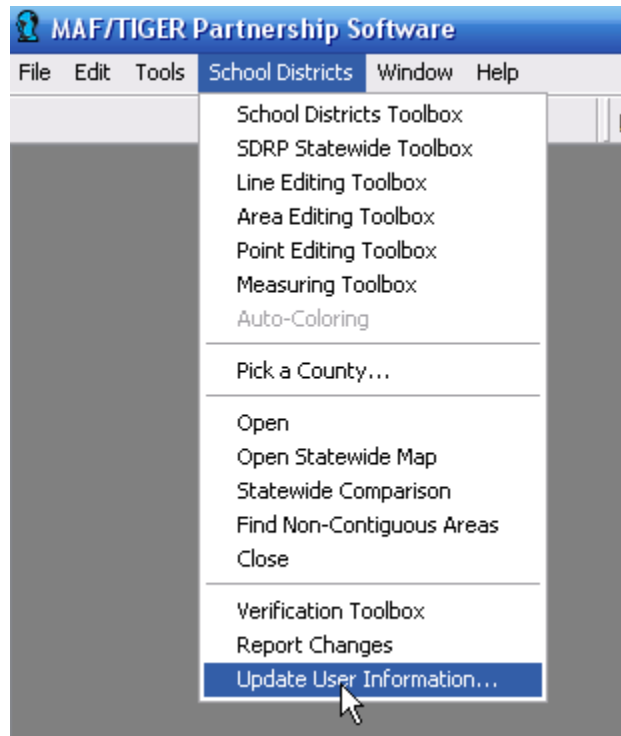 MAF/TIGER Partnership Software
File Edit Tools School Districts Window Help
School Districts Toolbox
SDRP Statewide Toolbox
Line Editing Toolbox
Area Editing Toolbox
Point Editing Toolbox
Measuring Toolbox
Auto-Coloring
Pick a County...
Open
Open Statewide Map
Statewide Comparison
Find Non-Contiguous Areas
Close
Verification Toolbox
Report Changes
Update User Information...